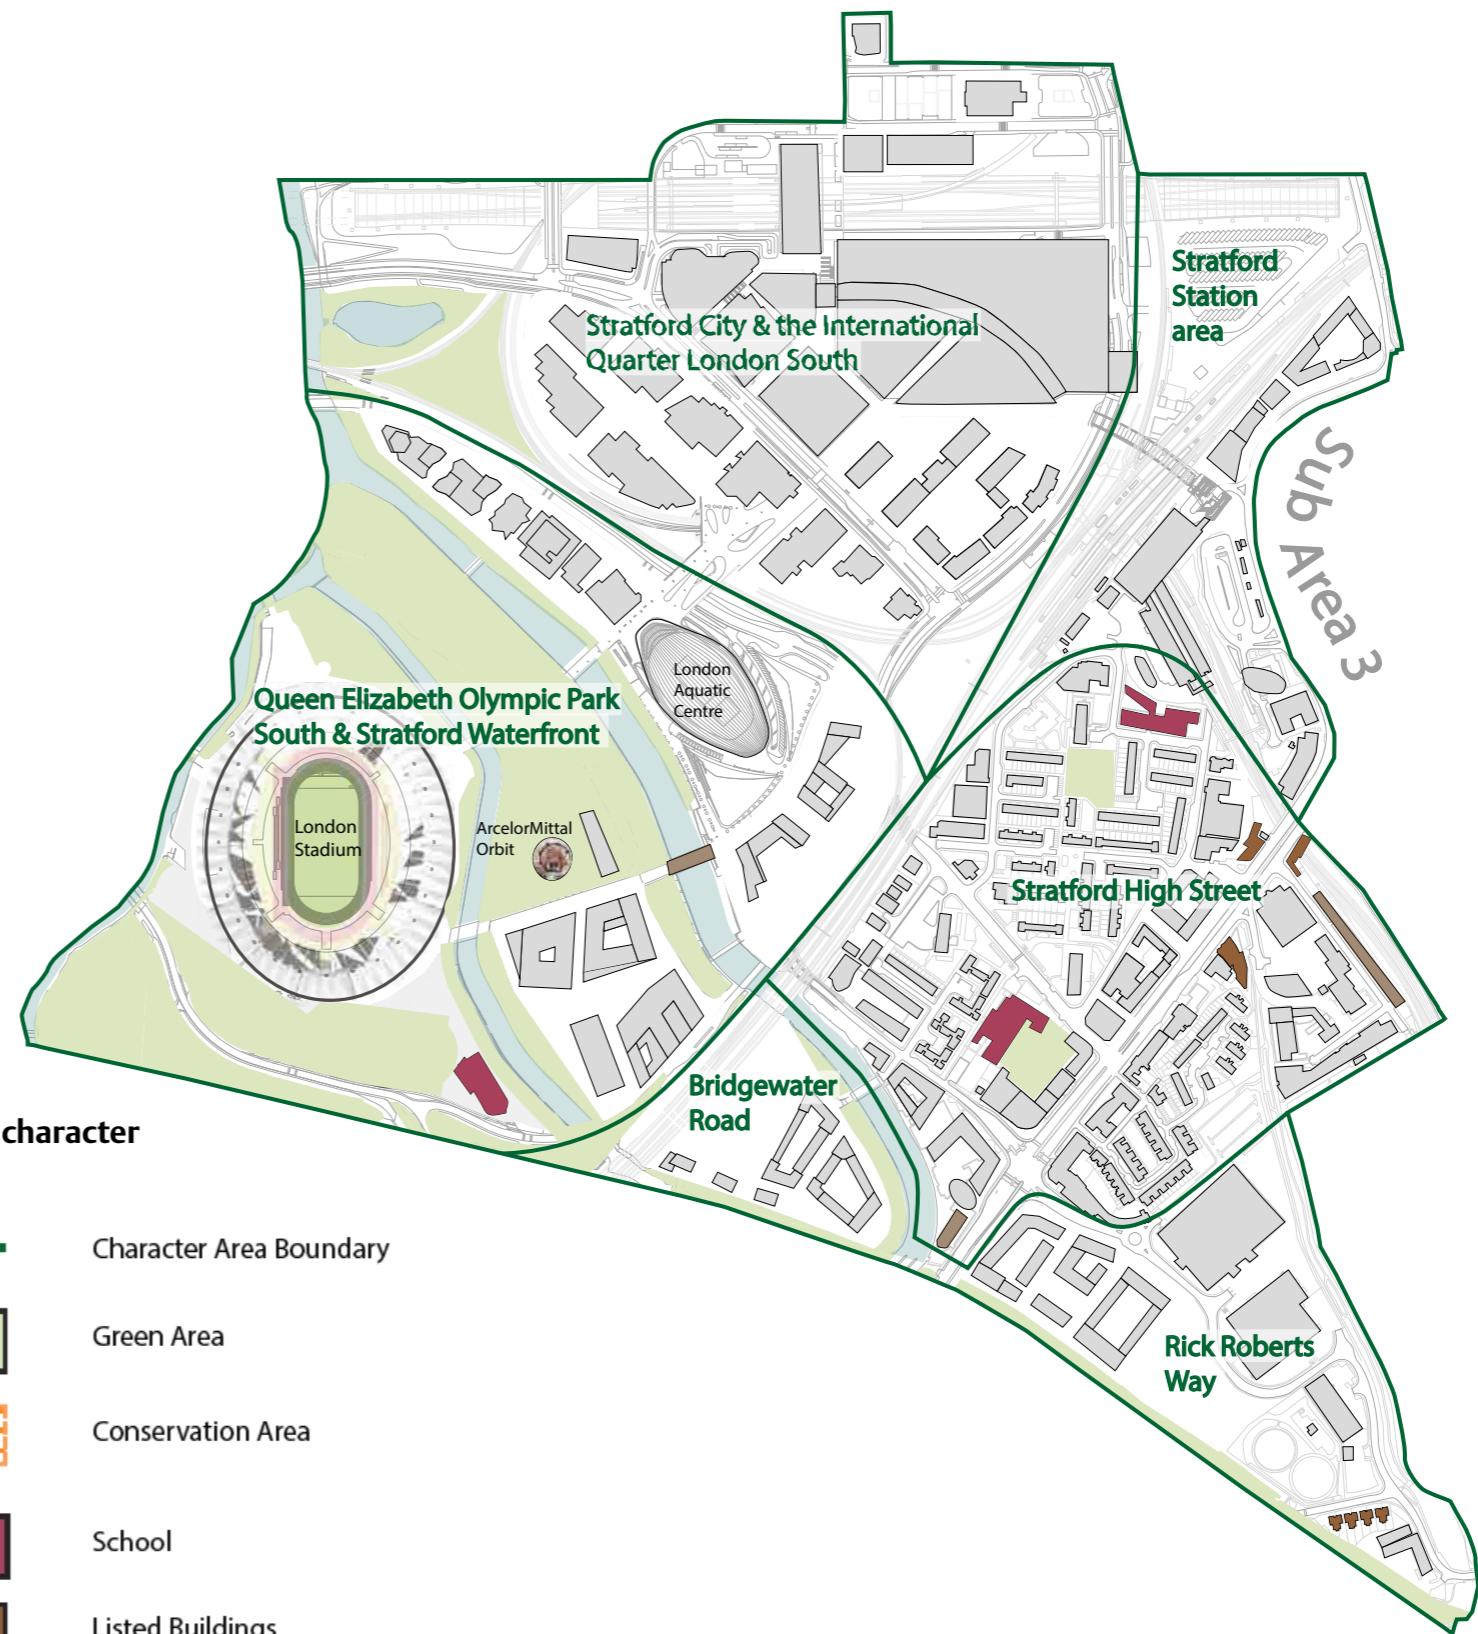 Stratford
Station
area
Stratford City & the International
Quarter London South
Sub Area 3
London
Aquatic
Centre
Queen Elizabeth Olympic Park
South & Stratford Waterfront
London
Stadium
ArcelorMittal
Orbit
Stratford High Street
Bridgewater
Road
character
Character Area Boundary
Green Area
Rick Roberts
Way
Conservation Area
School
Listed Buildings